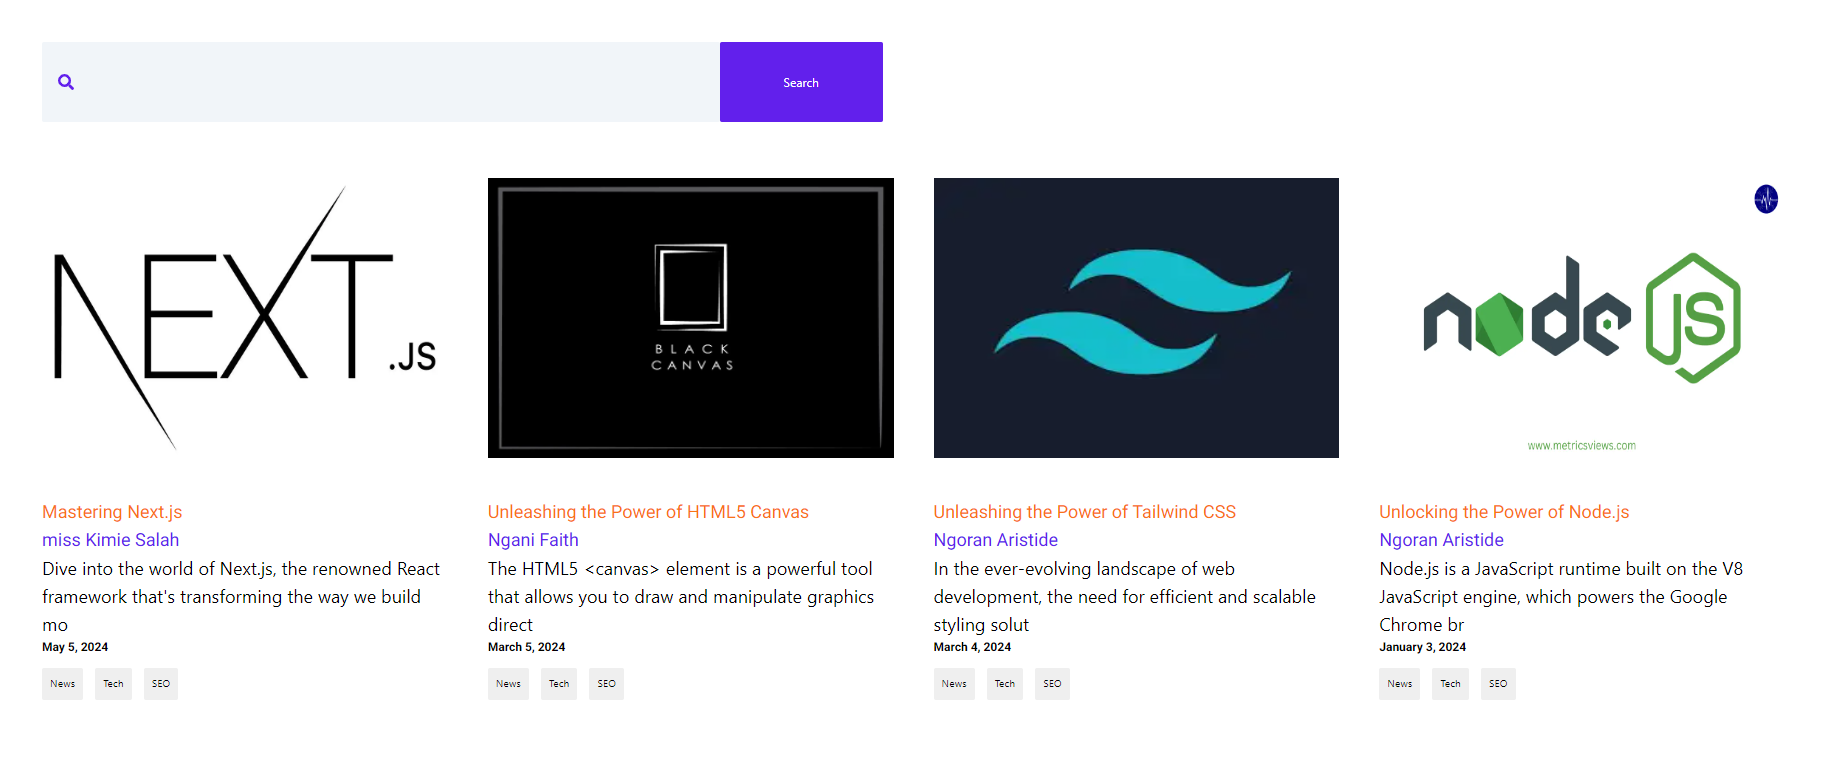 Search
NEXT.JS
BLACK
CANVAS
node JS
www.metricsviews.com
Mastering Next.js
miss Kimie Salah
Dive into the world of Next.js, the renowned React
framework that's transforming the way we build
mo
May 5, 2024
News Tech SEO
Unleashing the Power of HTML5 Canvas
Ngani Faith
The HTML5 <canvas> element is a powerful tool
that allows you to draw and manipulate graphics
direct
March 5, 2024
News Tech SEO
Unleashing the Power of Tailwind CSS
Ngoran Aristide
In the ever-evolving landscape of web
development, the need for efficient and scalable
styling solut
March 4, 2024
News Tech SEO
Unlocking the Power of Node.js
Ngoran Aristide
Node.js is a JavaScript runtime built on the V8
JavaScript engine, which powers the Google
Chrome br
January 3, 2024
News Tech SEO